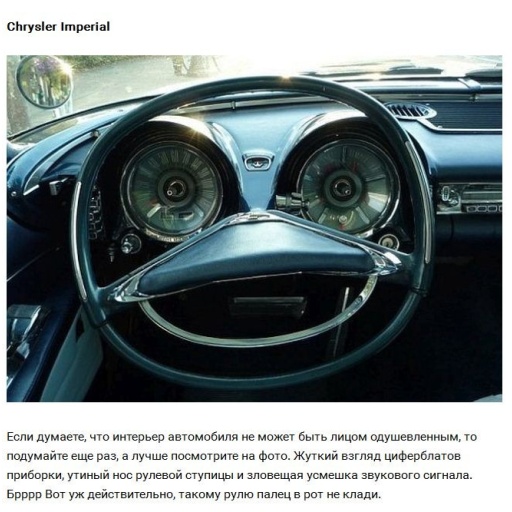 Chrysler Imperial
Если думаете, что интерьер автомобиля не может быть лицом одушевленным, то
подумайте еще раз, а лучше посмотрите на фото. Жуткий взгляд циферблатов
приборки, утиный нос рулевой ступицы и зловещая усмешка звукового сигнала.
Брррр Вот уж действительно, такому рулю палец в рот не клади.